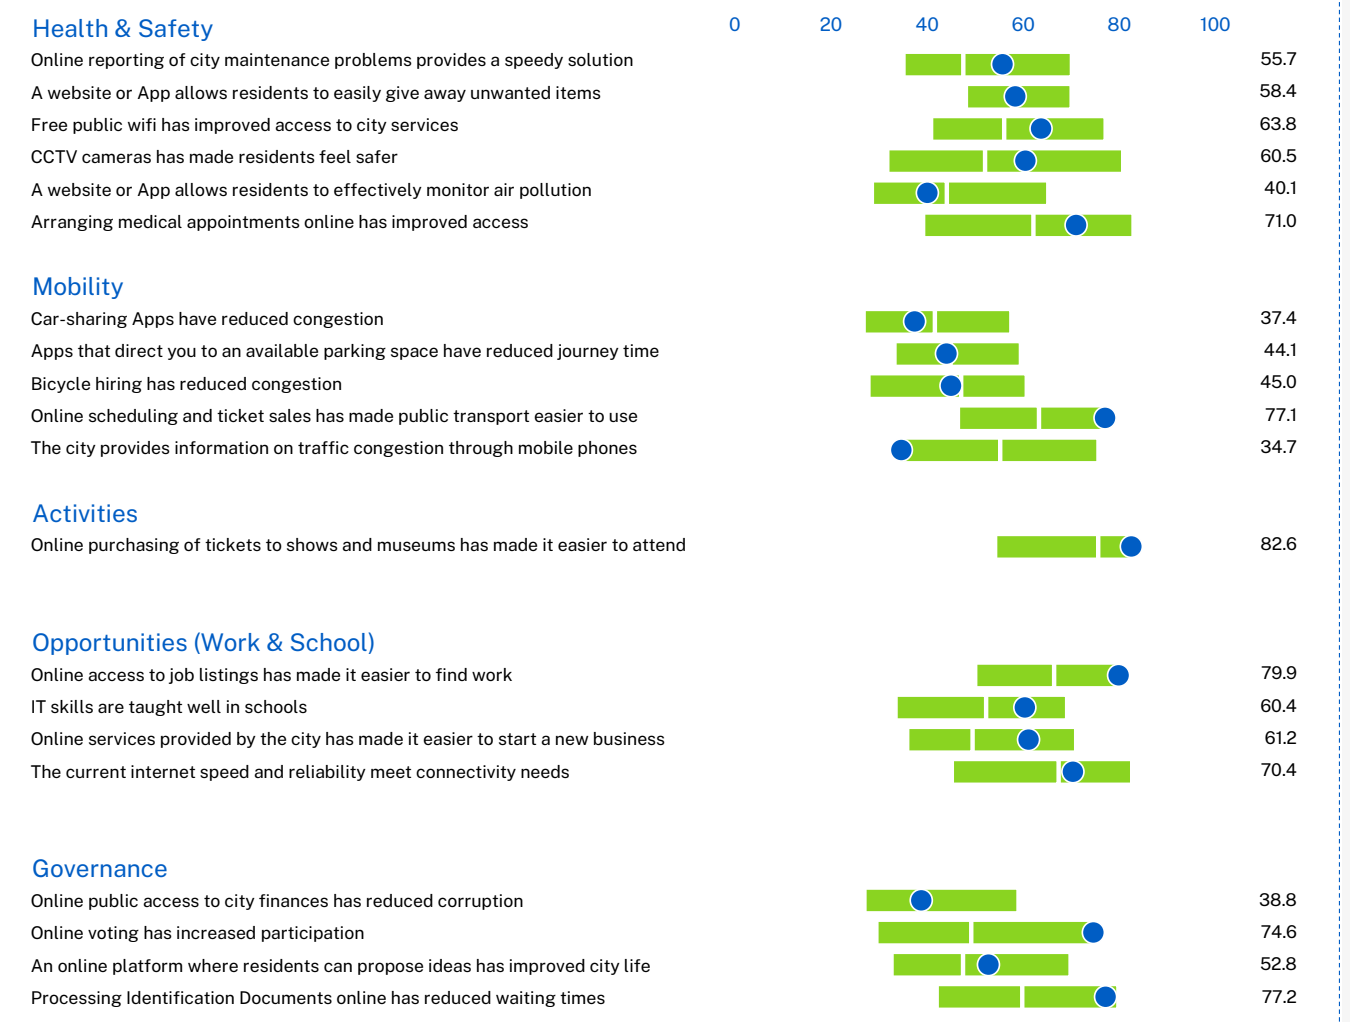 Health & Safety 0 20 40 60 80 100
Online reporting of city maintenance problems provides a speedy solution 55.7
A website or App allows residents to easily give away unwanted items 58.4
Free public wifi has improved access to city services 63.8
CCTV cameras has made residents feel safer 60.5
A website or App allows residents to effectively monitor air pollution 40.1
Arranging medical appointments online has improved access 71.0
Mobility
Car-sharing Apps have reduced congestion 37.4
Apps that direct you to an available parking space have reduced journey time 44.1
Bicycle hiring has reduced congestion 45.0
Online scheduling and ticket sales has made public transport easier to use 77.1
The city provides information on traffic congestion through mobile phones 34.7
Activities
Online purchasing of tickets to shows and museums has made it easier to attend 82.6
Opportunities (Work & School)
Online access to job listings has made it easier to find work 79.9
IT skills are taught well in schools 60.4
Online services provided by the city has made it easier to start a new business 61.2
The current internet speed and reliability meet connectivity needs 70.4
Governance
Online public access to city finances has reduced corruption 38.8
Online voting has increased participation 74.6
An online platform where residents can propose ideas has improved city life 52.8
Processing Identification Documents online has reduced waiting times 77.2